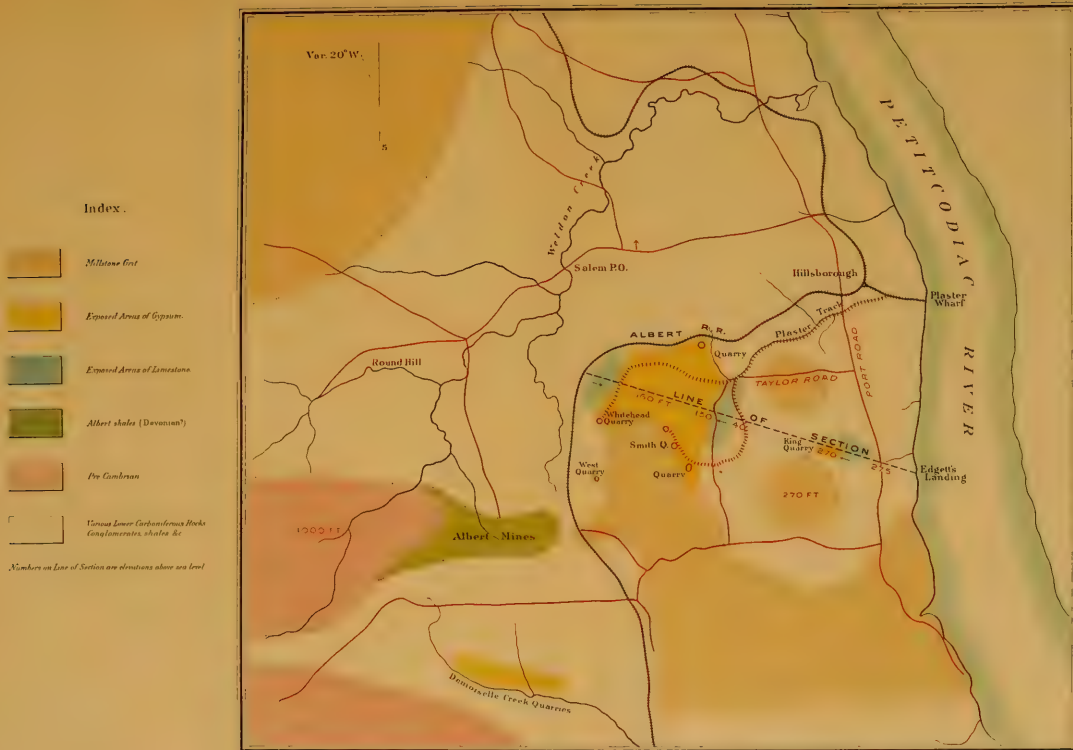 Index.
Millstone Grit
Exposed Areas of Gypsum.
Exposed Areas of Limestone
Albert shales (Devonian?)
Pre Cambrian
Various Lower Carboniferous Rocks
Conglomerates, shales &c
Numbers on Line of Section are elevations above sea level
Var. 20° W.
S
PETITCODIAC RIVER
Weldon Creek
Salem P.O.
Hillsborough
Plaster
Wharf
Plaster Track
ALBERT R.R.
Quarry
TAYLOR ROAD
PORT ROAD
Round Hill
LINE OF SECTION
150 FT
150
40
270
275
Whitehead
Quarry
Smith Q.
King
Quarry
West
Quarry
Quarry
Edgett's
Landing
270 FT
Albert Mines
Demoiselle Creek Quarries